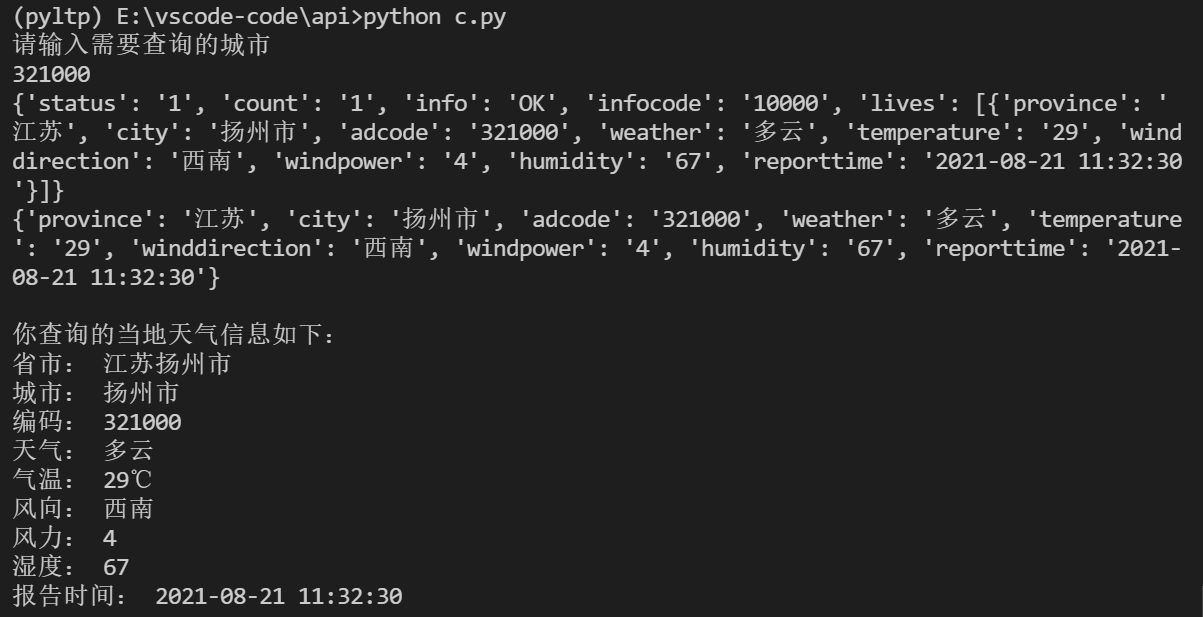 (pyltp) E:\vscode-code\api>python c.py
请输入需要查询的城市
321000
{'status': '1', 'count': '1', 'info': 'OK', 'infocode': '10000', 'lives': [{'province': '
江苏', 'city': '扬州市', 'adcode': '321000', 'weather': '多云', 'temperature': '29', 'wind
direction': '西南', 'windpower': '4', 'humidity': '67', 'reporttime': '2021-08-21 11:32:30
'}]}
{'province': '江苏', 'city': '扬州市', 'adcode': '321000', 'weather': '多云', 'temperature
': '29', 'winddirection': '西南', 'windpower': '4', 'humidity': '67', 'reporttime': '2021-
08-21 11:32:30'}
你查询的当地天气信息如下:
省市： 江苏扬州市
城市： 扬州市
编码： 321000
天气： 多云
气温： 29℃
风向： 西南
风力： 4
湿度： 67
报告时间： 2021-08-21 11:32:30